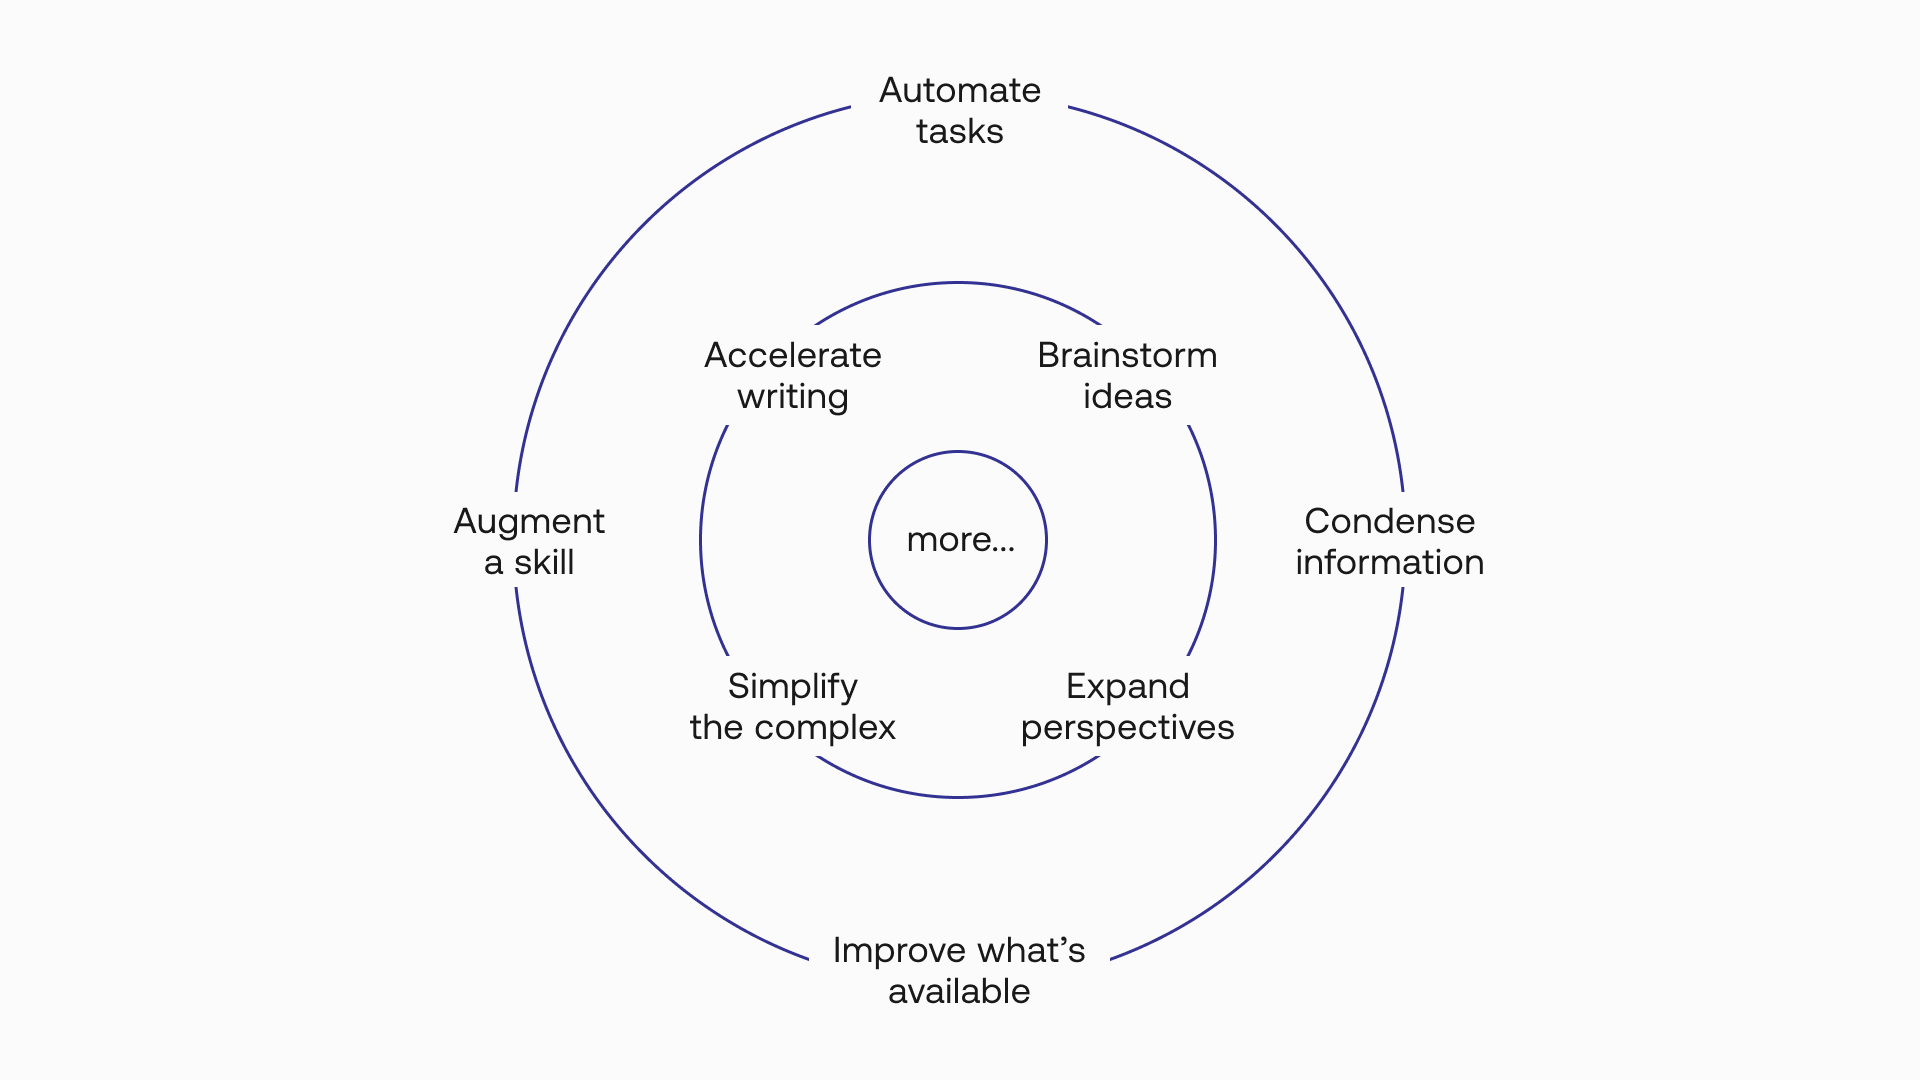 Automate
tasks
Accelerate
writing
Brainstorm
ideas
Augment
a skill
more...
Condense
information
Simplify
the complex
Expand
perspectives
Improve what’s
available